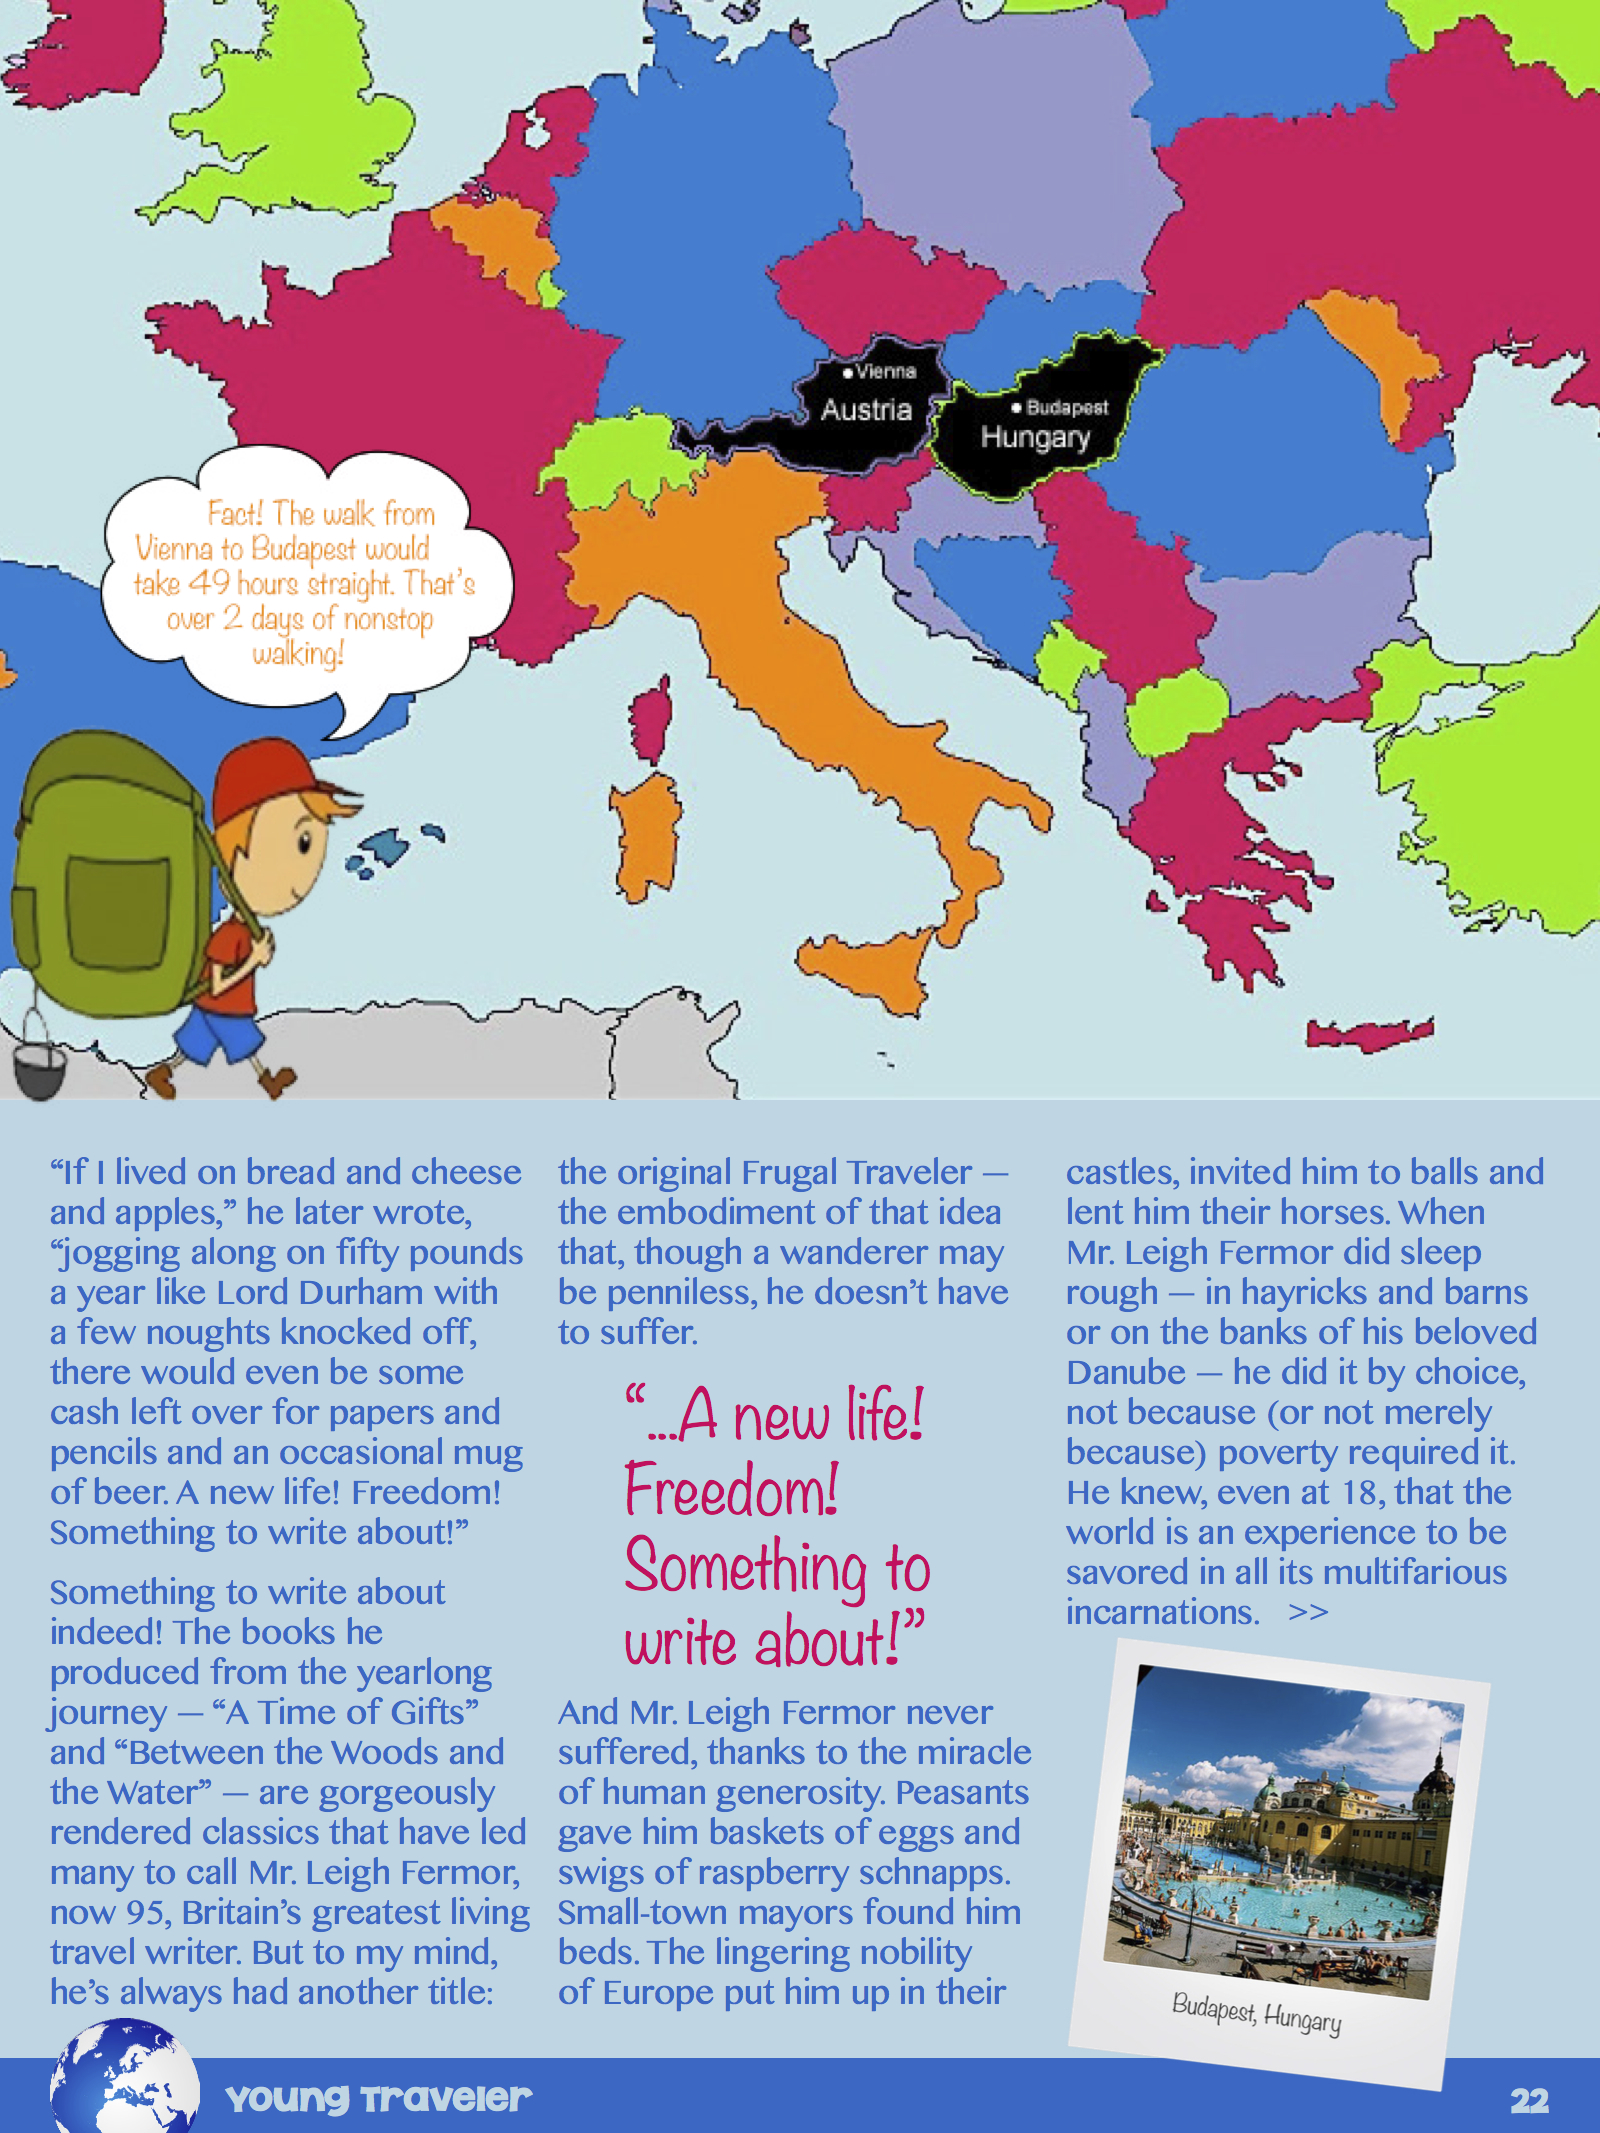 Vienna
Austria
Budapest
Hungary
Fact! The walk from
Vienna to Budapest would
take 49 hours straight. That's
over 2 days of nonstop
walking!
“If I lived on bread and cheese
and apples,” he later wrote,
“jogging along on fifty pounds
a year like Lord Durham with
a few noughts knocked off,
there would even be some
cash left over for papers and
pencils and an occasional mug
of beer. A new life! Freedom!
Something to write about!”
Something to write about
indeed! The books he
produced from the yearlong
journey — “A Time of Gifts”
and “Between the Woods and
the Water” — are gorgeously
rendered classics that have led
many to call Mr. Leigh Fermor,
now 95, Britain’s greatest living
travel writer. But to my mind,
he’s always had another title:
the original Frugal Traveler —
the embodiment of that idea
that, though a wanderer may
be penniless, he doesn’t have
to suffer.
“...A new life!
Freedom!
Something to
write about!”
And Mr. Leigh Fermor never
suffered, thanks to the miracle
of human generosity. Peasants
gave him baskets of eggs and
swigs of raspberry schnapps.
Small-town mayors found him
beds. The lingering nobility
of Europe put him up in their
castles, invited him to balls and
lent him their horses. When
Mr. Leigh Fermor did sleep
rough — in hayricks and barns
or on the banks of his beloved
Danube — he did it by choice,
not because (or not merely
because) poverty required it.
He knew, even at 18, that the
world is an experience to be
savored in all its multifarious
incarnations. >>
Budapest, Hungary
Young Traveler
22